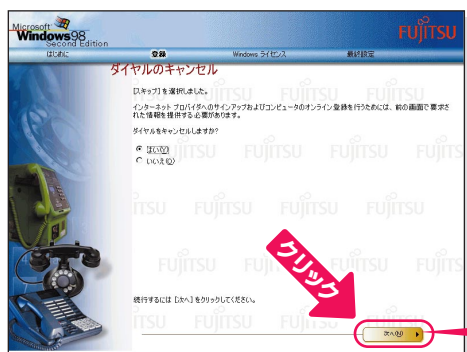 Microsoft
Windows98
Second Edition
FUJITSU
はじめに
登録
Windows ライセンス
最終設定
ダイヤルのキャンセル
[スキップ] を選択しました。
インターネット プロバイダへのサインアップおよびコンピュータのオンライン登録を行うためには、前の画面で要求さ
れた情報を提供する必要があります。
ダイヤルをキャンセルしますか?
はい(Y)
いいえ(O)
クリック
続行するには [次へ] をクリックしてください。
次へ(N)